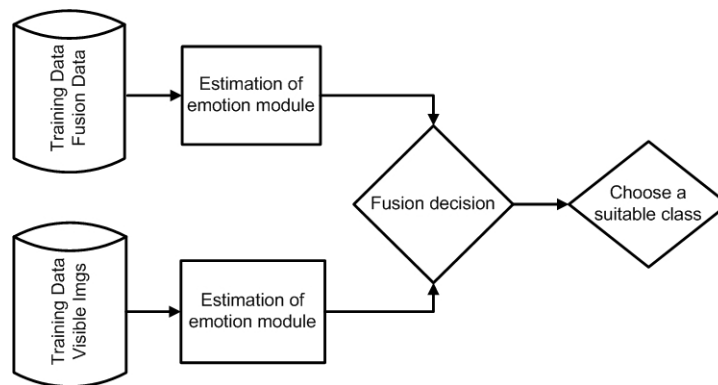 Training Data
Fusion Data
Estimation of
emotion module
Fusion decision
Choose a
suitable class
Training Data
Visible Imgs
Estimation of
emotion module